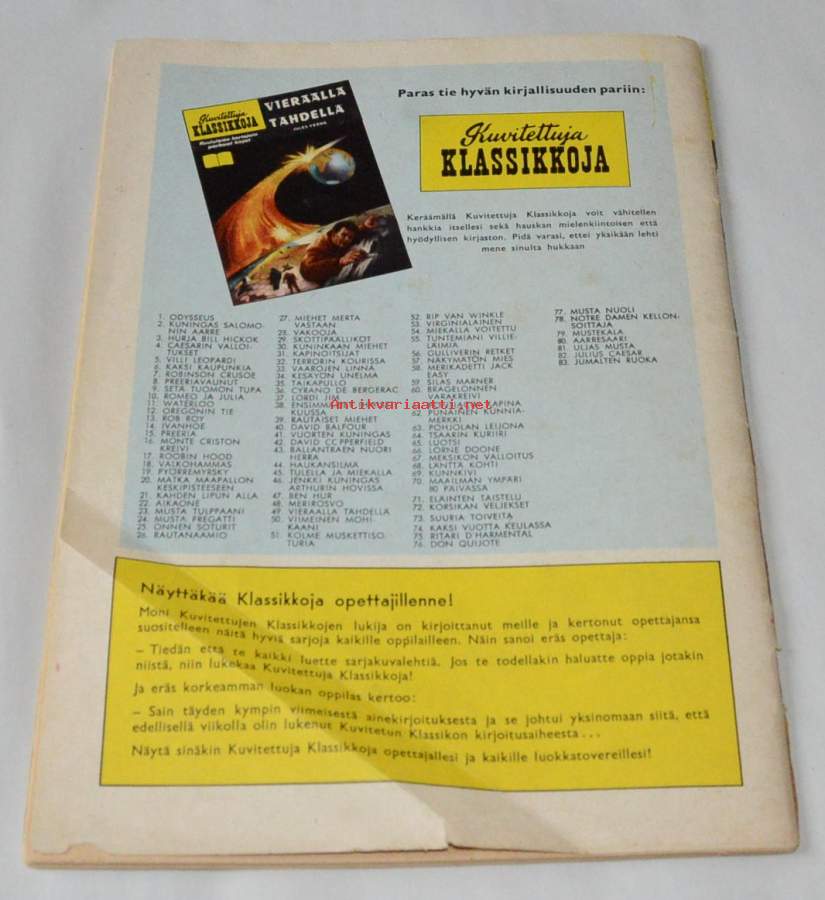 Kuvitettuja
KLASSIKKOJA
VIERAALLA
TÄHDELLÄ
JULES VERNE
Paras tie hyvän kirjallisuuden pariin:
Kuvitettuja
KLASSIKKOJA
Keräämällä Kuvitettuja Klassikkoja voit vähitellen
hankkia itsellesi sekä hauskan mielenkiintoisen että
hyödyllisen kirjaston. Pidä varasi, ettei yksikään lehti
mene sinulta hukkaan
1. ODYSSEUS
2. KUNINGAS SALOMO-
NIN AARRE
3. HURJA BILL HICKOK
4. CAESARIN VALLOI-
TUKSET
5. VILLI LEOPARDI
6. KAKSI KAUPUNKIA
7. ROBINSON CRUSOE
8. PREERIAVAUNUT
9. SETÄ TUOMON TUPA
10. ROMEO JA JULIA
11. WATERLOO
12. OREGONIN TIE
13. ROB ROY
14. IVANHOE
15. PREERIA
16. MONTE CRISTON
KREIVI
17. ROOBIN HOOD
18. VALKOHAMMAS
19. PYÖRREMYRSKY
20. MATKA MAAPALLON
KESKIPISTEESEEN
21. KAHDEN LIPUN ALLA
22. AIKAONE
23. MUSTA TULPPAANI
24. MUSTA FREGATTI
25. ONNEN SOTURIT
26. RAUTANAAMIO
27. MIEHET MERTA
VASTAAN
28. VAKOOJA
29. SKOTTIPÄÄLLIKÖT
30. KUNINKAAN MIEHET
31. KAPINOITSIJAT
32. TERRORIN KOURISSA
33. VAAROJEN LINNA
34. KESÄYÖN UNELMA
35. TAIKAPULLO
36. CYRANO DE BERGERAC
37. LORDI JIM
38. ENSIMMÄISET
KUUSSA
39. RAUTAISET MIEHET
40. DAVID BALFOUR
41. VUORTEN KUNINGAS
42. DAVID COPPERFIELD
43. BALLANTRAEN NUORI
HERRA
44. HAUKANSILMÄ
45. TULELLA JA MIEKALLA
46. JENKKI KUNINGAS
ARTHURIN HOVISSA
47. BEN HUR
48. MERIROSVO
49. VIERAALLA TÄHDELLÄ
50. VIIMEINEN MOHI-
KAANI
51. KOLME MUSKETTISO-
TURIA
52. RIP VAN WINKLE
53. VIRGINIALAINEN
54. MIEKALLA VOITETTU
55. TUNTEMIANI VILLIE-
LÄIMIÄ
56. GULLIVERIN RETKET
57. NÄKYMÄTÖN MIES
58. MERIKADETTI JACK
EASY
59. SILAS MARNER
60. BRAGELONNEN
VARAKREIVI
KAPINA
62. PUNAINEN KUNNIA-
MERKKI
63. POHJOLAN LEIJONA
64. TSAARIN KURIIRI
65. LUOTSI
66. LORNE DOONE
67. MEKSIKON VALLOITUS
68. LÄNTTÄ KOHTI
69. KUNNKIVI
70. MAAILMAN YMPÄRI
80 PÄIVÄSSÄ
71. ELÄINTEN TAISTELU
72. KORSIKAN VELJEKSET
73. SUURIA TOIVEITA
74. KAKSI VUOTTA KEULASSA
75. RITARI D'HARMENTAL
76. DON QUIJOTE
77. MUSTA NUOLI
78. NOTRE DAMEN KELLON-
SOITTAJA
79. MUSTEKALA
80. AARRESAARI
81. ULJAS MUSTA
82. JULIUS CAESAR
83. JUMALTEN RUOKA
Antikvariaatti.net
Näyttäkää Klassikkoja opettajillenne!
Moni Kuvitettujen Klassikkojen lukija on kirjoittanut meille ja kertonut opettajansa
suositelleen näitä hyviä sarjoja kaikille oppilailleen. Näin sanoi eräs opettaja:
– Tiedän että te kaikki luette sarjakuvalehtiä. Jos te todellakin haluatte oppia jotakin
niistä, niin lukekaa Kuvitettuja Klassikkoja!
Ja eräs korkeamman luokan oppilas kertoo:
– Sain täyden kympin viimeisestä ainekirjoituksesta ja se johtui yksinomaan siitä, että
edellisellä viikolla olin lukenut Kuvitetun Klassikon kirjoitusaiheesta...
Näytä sinäkin Kuvitettuja Klassikkoja opettajallesi ja kaikille luokkatovereillesi!